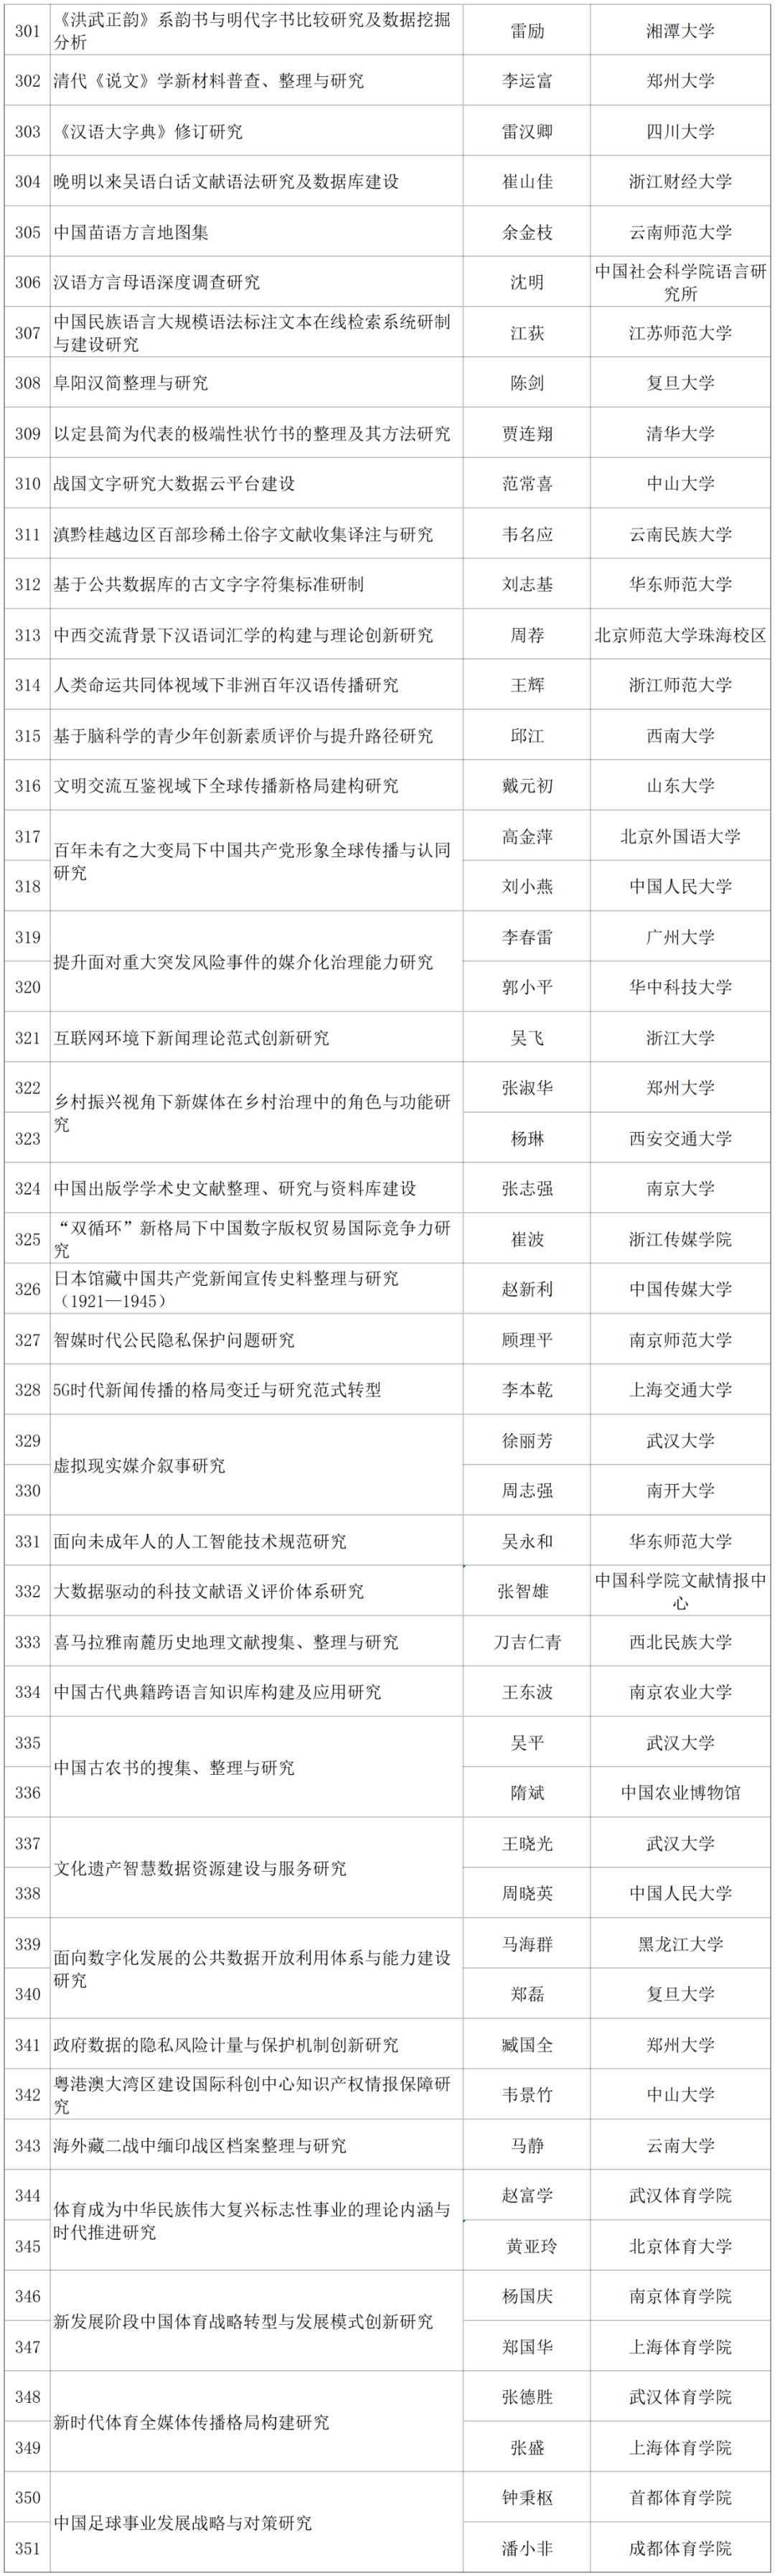 301 《洪武正韵》系韵书与明代字书比较研究及数据挖掘 雷励 湘潭大学
分析
302 清代《说文》学新材料普查、整理与研究 李运富 郑州大学
303 《汉语大字典》修订研究 雷汉卿 四川大学
304 晚明以来吴语白话文献语法研究及数据库建设 崔山佳 浙江财经大学
305 中国苗语方言地图集 余金枝 云南师范大学
306 汉语方言母语深度调查研究 沈明 中国社会科学院语言研
究所
307 中国民族语言大规模语法标注文本在线检索系统研制 江荻 江苏师范大学
与建设研究
308 阜阳汉简整理与研究 陈剑 复旦大学
309 以定县简为代表的极端性状竹书的整理及其方法研究 贾连翔 清华大学
310 战国文字研究大数据云平台建设 范常喜 中山大学
311 滇黔桂越边区百部珍稀土俗字文献收集译注与研究 韦名应 云南民族大学
312 基于公共数据库的古文字字符集标准研制 刘志基 华东师范大学
313 中西交流背景下汉语词汇学的构建与理论创新研究 周荐 北京师范大学珠海校区
314 人类命运共同体视域下非洲百年汉语传播研究 王辉 浙江师范大学
315 基于脑科学的青少年创新素质评价与提升路径研究 邱江 西南大学
316 文明交流互鉴视域下全球传播新格局建构研究 戴元初 山东大学
317 高金萍 北京外国语大学
百年未有之大变局下中国共产党形象全球传播与认同
研究
318 刘小燕 中国人民大学
319 李春雷 广州大学
提升面对重大突发风险事件的媒介化治理能力研究
320 郭小平 华中科技大学
321 互联网环境下新闻理论范式创新研究 吴飞 浙江大学
322 张淑华 郑州大学
乡村振兴视角下新媒体在乡村治理中的角色与功能研
究
323 杨琳 西安交通大学
324 中国出版学学术史文献整理、研究与资料库建设 张志强 南京大学
325 “双循环”新格局下中国数字版权贸易国际竞争力研 崔波 浙江传媒学院
究
326 日本馆藏中国共产党新闻宣传史料整理与研究 赵新利 中国传媒大学
（1921—1945）
327 智媒时代公民隐私保护问题研究 顾理平 南京师范大学
328 5G时代新闻传播的格局变迁与研究范式转型 李本乾 上海交通大学
329 徐丽芳 武汉大学
虚拟现实媒介叙事研究
330 周志强 南开大学
331 面向未成年人的人工智能技术规范研究 吴永和 华东师范大学
332 大数据驱动的科技文献语义评价体系研究 张智雄 中国科学院文献情报中
心
333 喜马拉雅南麓历史地理文献搜集、整理与研究 刀吉仁青 西北民族大学
334 中国古代典籍跨语言知识库构建及应用研究 王东波 南京农业大学
335 吴平 武汉大学
中国古农书的搜集、整理与研究
336 隋斌 中国农业博物馆
337 王晓光 武汉大学
文化遗产智慧数据资源建设与服务研究
338 周晓英 中国人民大学
339 马海群 黑龙江大学
面向数字化发展的公共数据开放利用体系与能力建设
研究
340 郑磊 复旦大学
341 政府数据的隐私风险计量与保护机制创新研究 臧国全 郑州大学
342 粤港澳大湾区建设国际科创中心知识产权情报保障研 韦景竹 中山大学
究
343 海外藏二战中缅印战区档案整理与研究 马静 云南大学
344 赵富学 武汉体育学院
体育成为中华民族伟大复兴标志性事业的理论内涵与
时代推进研究
345 黄亚玲 北京体育大学
346 杨国庆 南京体育学院
新发展阶段中国体育战略转型与发展模式创新研究
347 郑国华 上海体育学院
348 张德胜 武汉体育学院
新时代体育全媒体传播格局构建研究
349 张盛 上海体育学院
350 钟秉枢 首都体育学院
中国足球事业发展战略与对策研究
351 潘小非 成都体育学院